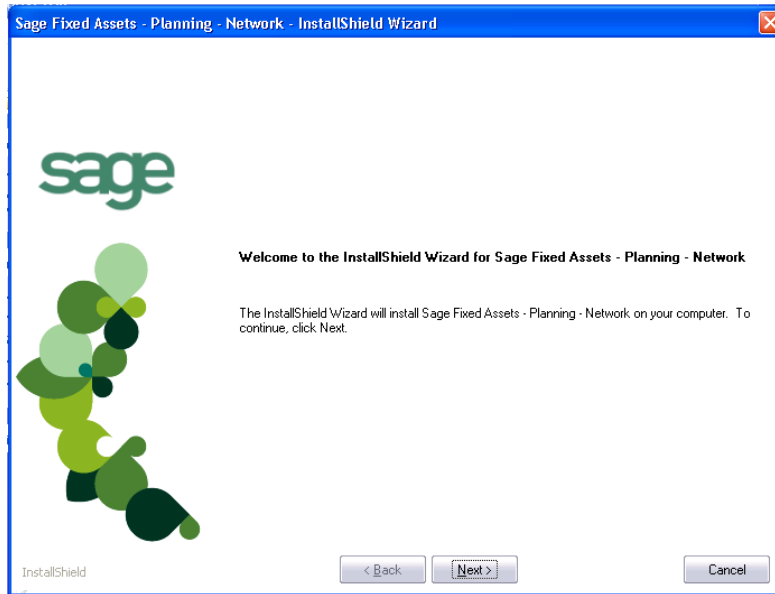 Sage Fixed Assets - Planning - Network - InstallShield Wizard
sage
Welcome to the InstallShield Wizard for Sage Fixed Assets - Planning - Network
The InstallShield Wizard will install Sage Fixed Assets - Planning - Network on your computer. To
continue, click Next.
InstallShield
< Back
Next >
Cancel